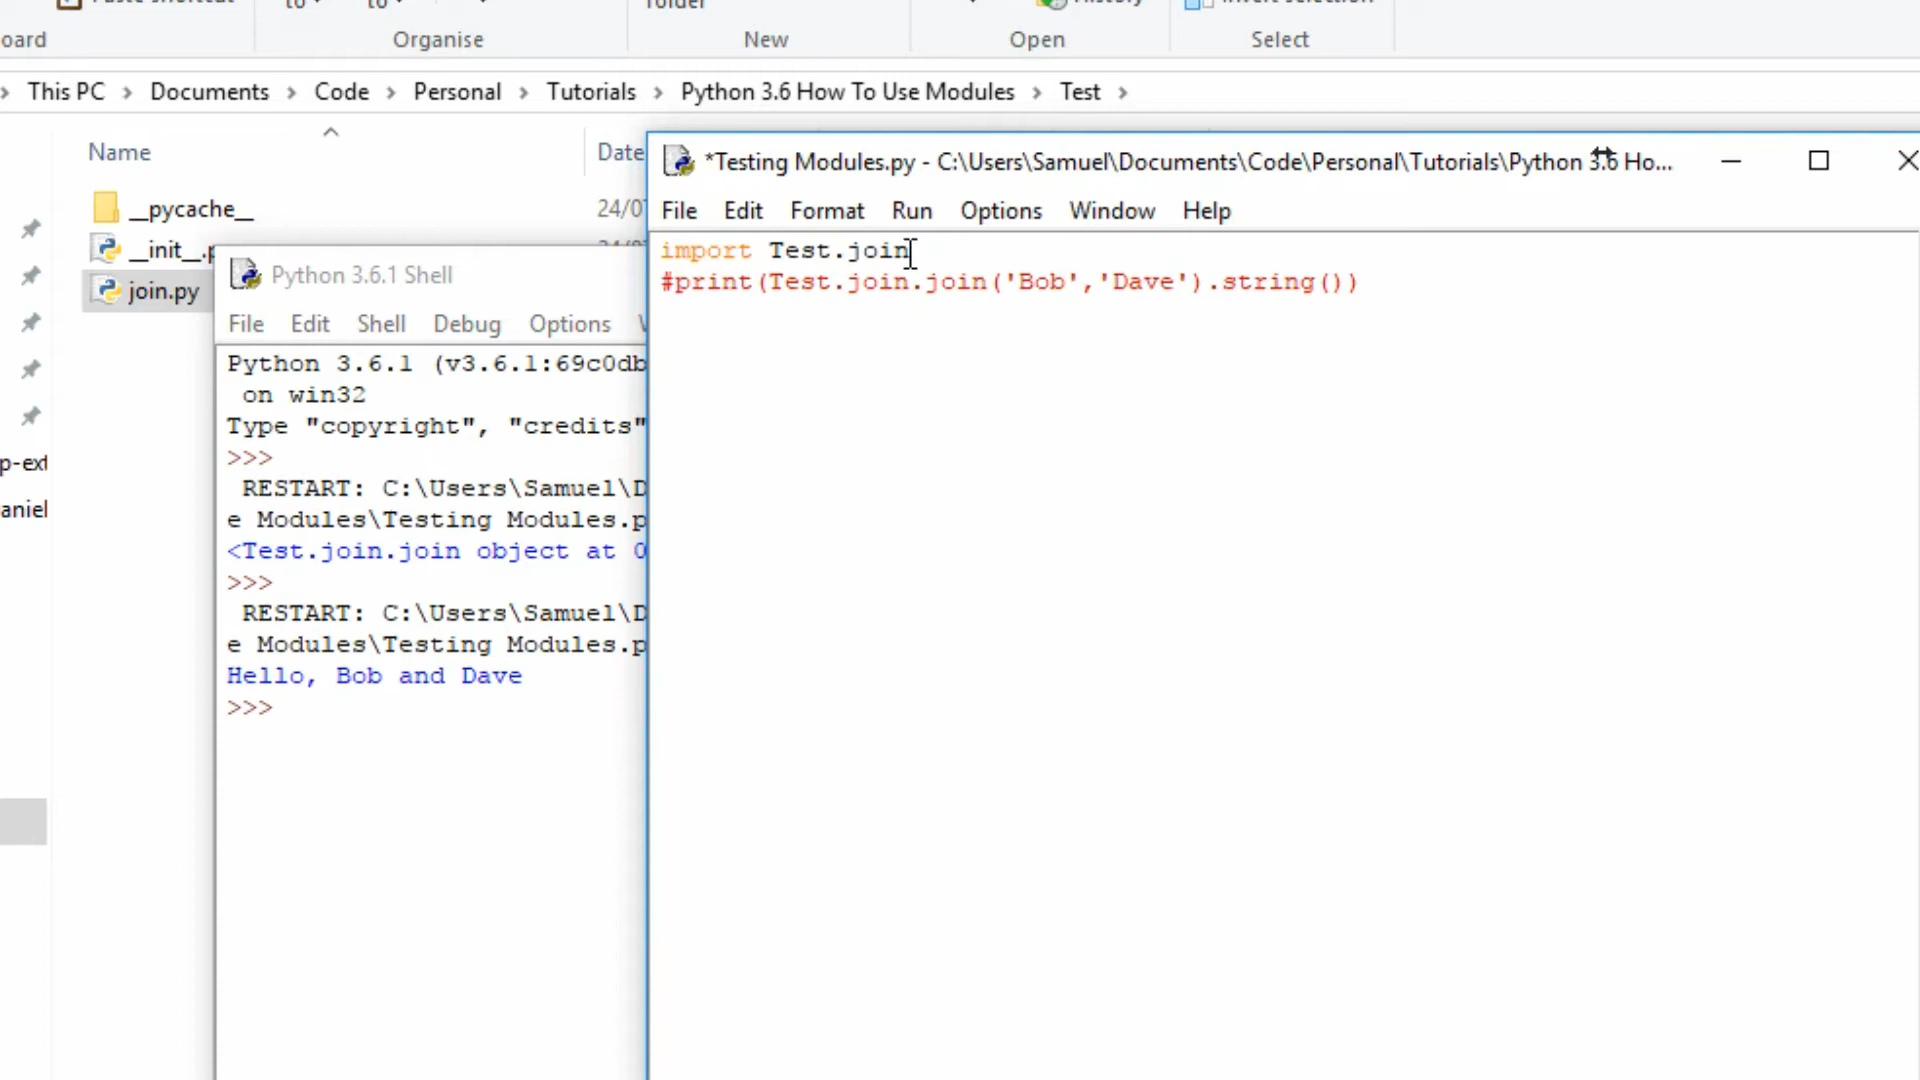 oard
Organise
New
Open
Select
This PC > Documents > Code > Personal > Tutorials > Python 3.6 How To Use Modules > Test >
Name
Date
__pycache__
24/0
__init__.p
join.py
p-ext
aniel
Python 3.6.1 Shell
File Edit Shell Debug Options
Python 3.6.1 (v3.6.1:69c0db
on win32
Type "copyright", "credits"
>>>
RESTART: C:\Users\Samuel\D
e Modules\Testing Modules.p
<Test.join.join object at 0
>>>
RESTART: C:\Users\Samuel\D
e Modules\Testing Modules.p
Hello, Bob and Dave
>>>
*Testing Modules.py - C:\Users\Samuel\Documents\Code\Personal\Tutorials\Python 3.6 Ho...
File Edit Format Run Options Window Help
import Test.join
#print(Test.join.join('Bob','Dave').string())